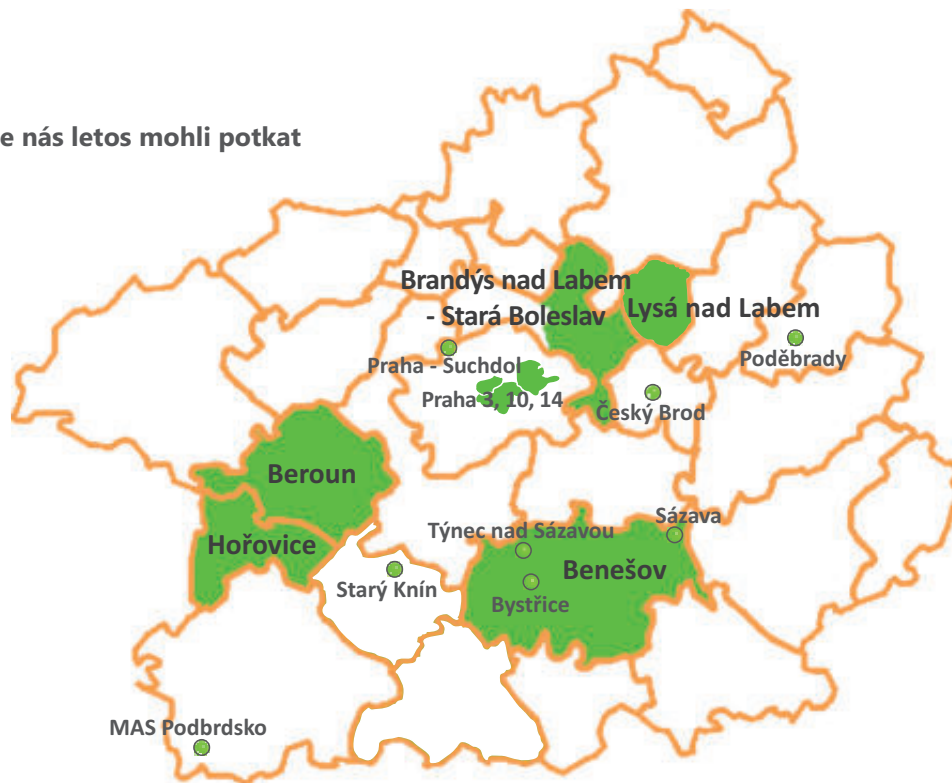 e nás letos mohli potkat
Brandýs nad Labem
- Stará Boleslav
Lysá nad Labem
Praha - Suchdol
Poděbrady
Praha 3, 10, 14
Český Brod
Beroun
Hořovice
Týnec nad Sázavou
Sázava
Benešov
Starý Knín
Bystřice
MAS Podbrdsko